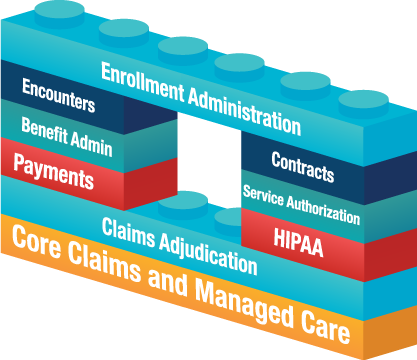 Enrollment Administration
Encounters
Benefit Admin
Payments
Contracts
Service Authorization
HIPAA
Claims Adjudication
Core Claims and Managed Care